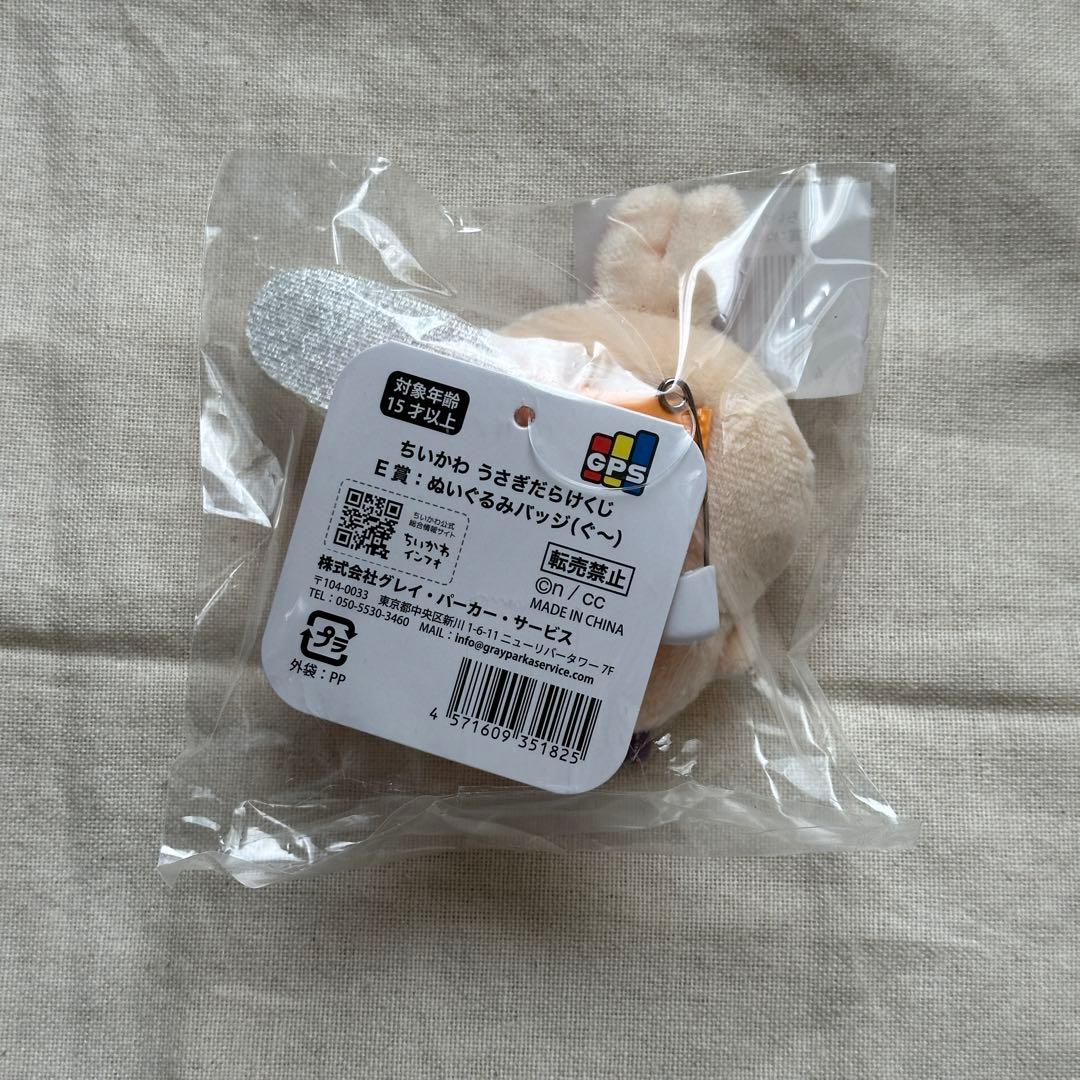 対象年齢
15才以上
GPS
ちいかわ うさぎだらけくじ
E賞：ぬいぐるみバッジ(ぐ〜)
ちいかわ公式
総合情報サイト
ちいかわ
インフォ
転売禁止
©n / cc
MADE IN CHINA
株式会社グレイ・パーカー・サービス
〒104-0033 東京都中央区新川 1-6-11 ニューリバータワー 7F
TEL：050-5530-3460 MAIL：info@grayparkaservice.com
プラ
外袋：PP
4 571609 351825